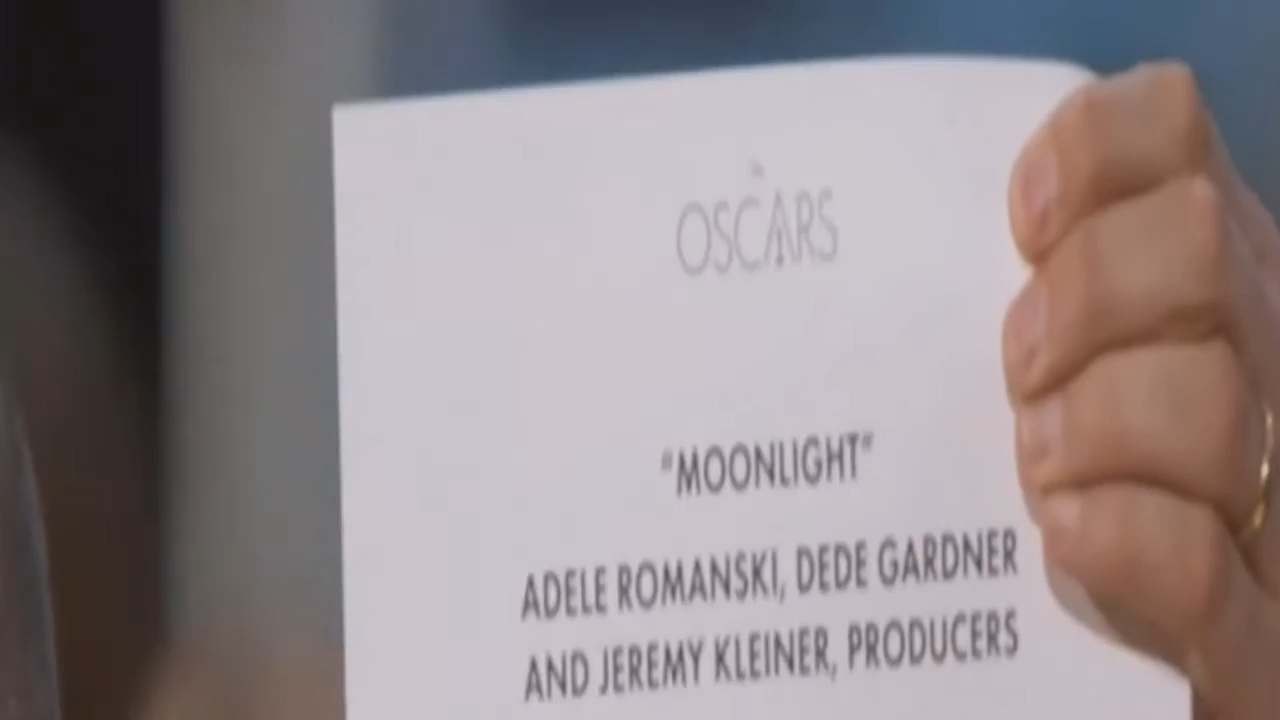 OSCARS
“MOONLIGHT”
ADELE ROMANSKI, DEDE GARDNER
AND JEREMY KLEINER, PRODUCERS